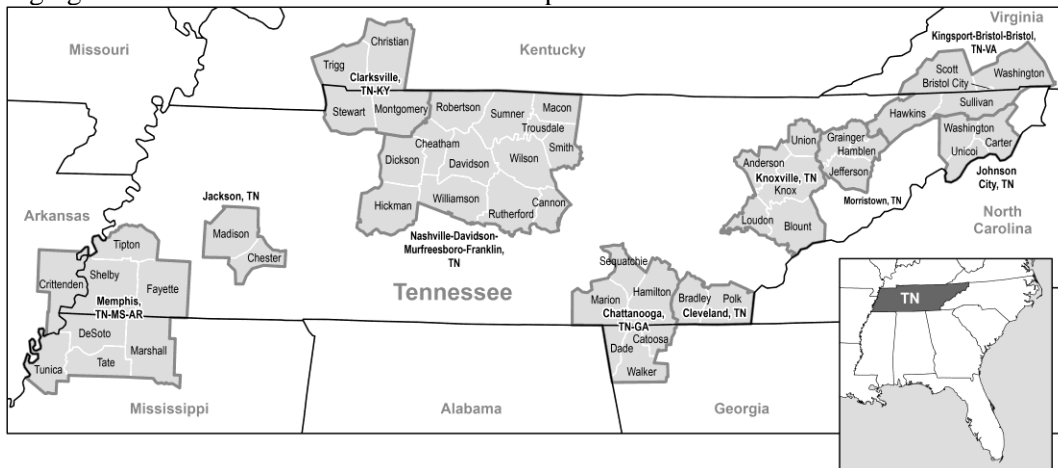 Virginia
Missouri
Kentucky
Kingsport-Bristol-Bristol,
TN-VA
Christian
Trigg
Clarksville,
TN-KY
Stewart
Montgomery
Scott
Bristol City
Washington
Hawkins
Sullivan
Robertson
Sumner
Macon
Trousdale
Smith
Cheatham
Dickson
Davidson
Wilson
Hickman
Williamson
Rutherford
Cannon
Nashville-Davidson-
Murfreesboro-Franklin,
TN
Union
Anderson
Knoxville, TN
Knox
Loudon
Blount
Grainger
Hamblen
Jefferson
Morristown, TN
Washington
Carter
Unicoi
Johnson
City, TN
North
Carolina
Jackson, TN
Madison
Chester
Arkansas
Tipton
Crittenden
Shelby
Fayette
Memphis,
TN-MS-AR
DeSoto
Marshall
Tunica
Tate
Tennessee
Sequatchie
Marion
Hamilton
Chattanooga,
TN-GA
Bradley
Polk
Cleveland, TN
Dade
Catoosa
Walker
Mississippi
Alabama
Georgia
TN